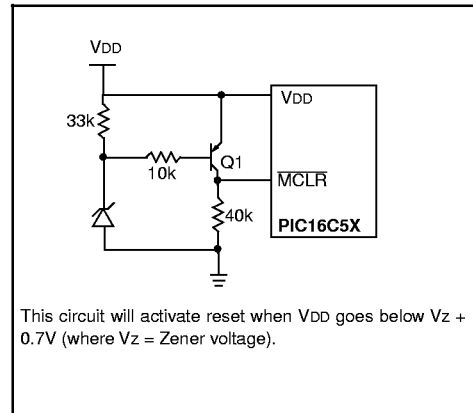 VDD
VDD
33k
10k
Q1
MCLR
40k
PIC16C5X
This circuit will activate reset when VDD goes below Vz +
0.7V (where Vz = Zener voltage).